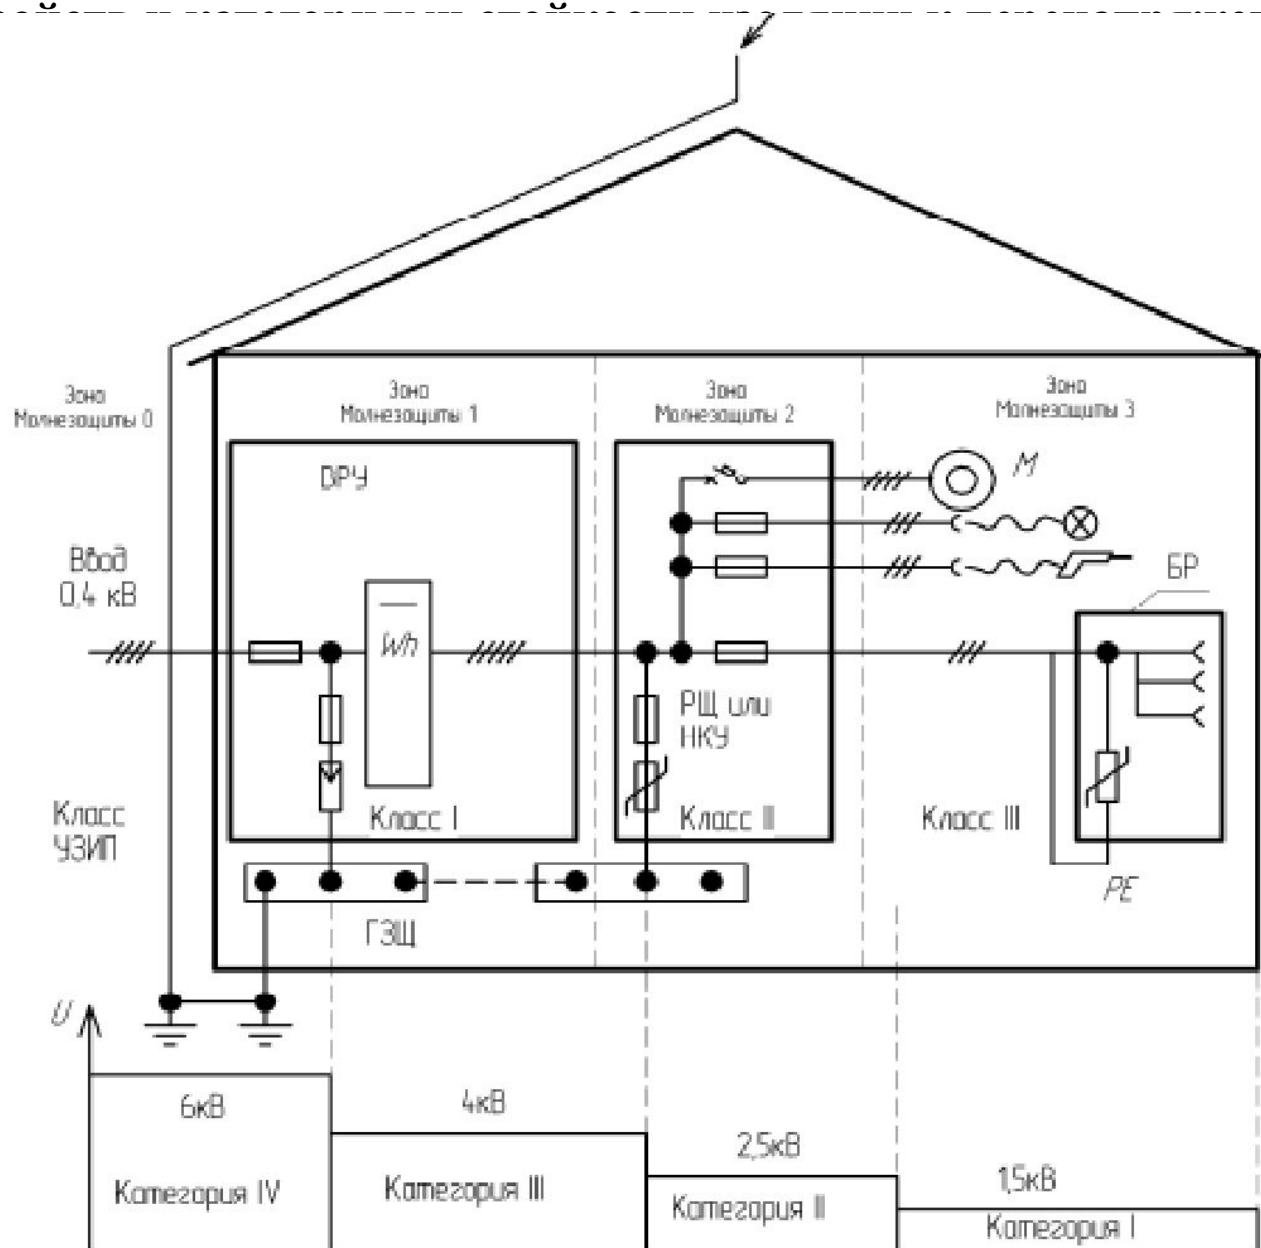 Зона
Молнезащиты 0
Зона
Молнезащиты 1
Зона
Молнезащиты 2
Зона
Молнезащиты 3
ВРУ
M
Ввод
0,4 кВ
БР
Wh
РЩ или
НКУ
Класс
УЗИП
Класс I
Класс II
Класс III
PE
ГЗЩ
U
6кВ
4кВ
2,5кВ
1,5кВ
Категория IV
Категория III
Категория II
Категория I